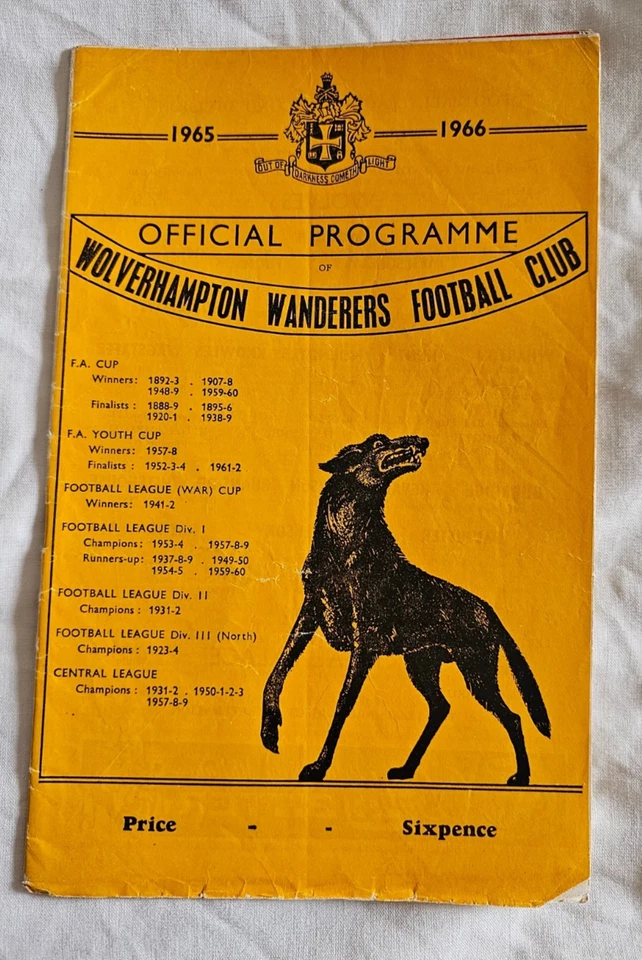 1965
1966
OUT OF DARKNESS COMETH LIGHT
OFFICIAL PROGRAMME
OF
WOLVERHAMPTON WANDERERS FOOTBALL CLUB
F.A. CUP
Winners: 1892-3 . 1907-8
1948-9 . 1959-60
Finalists : 1888-9 . 1895-6
1920-1 . 1938-9
F.A. YOUTH CUP
Winners: 1957-8
Finalists : 1952-3-4 . 1961-2
FOOTBALL LEAGUE (WAR) CUP
Winners: 1941-2
FOOTBALL LEAGUE Div. I
Champions: 1953-4 . 1957-8-9
Runners-up: 1937-8-9 . 1949-50
1954-5 . 1959-60
FOOTBALL LEAGUE Div. II
Champions : 1931-2
FOOTBALL LEAGUE Div. III (North)
Champions : 1923-4
CENTRAL LEAGUE
Champions : 1931-2 . 1950-1-2-3
1957-8-9
Price - - Sixpence